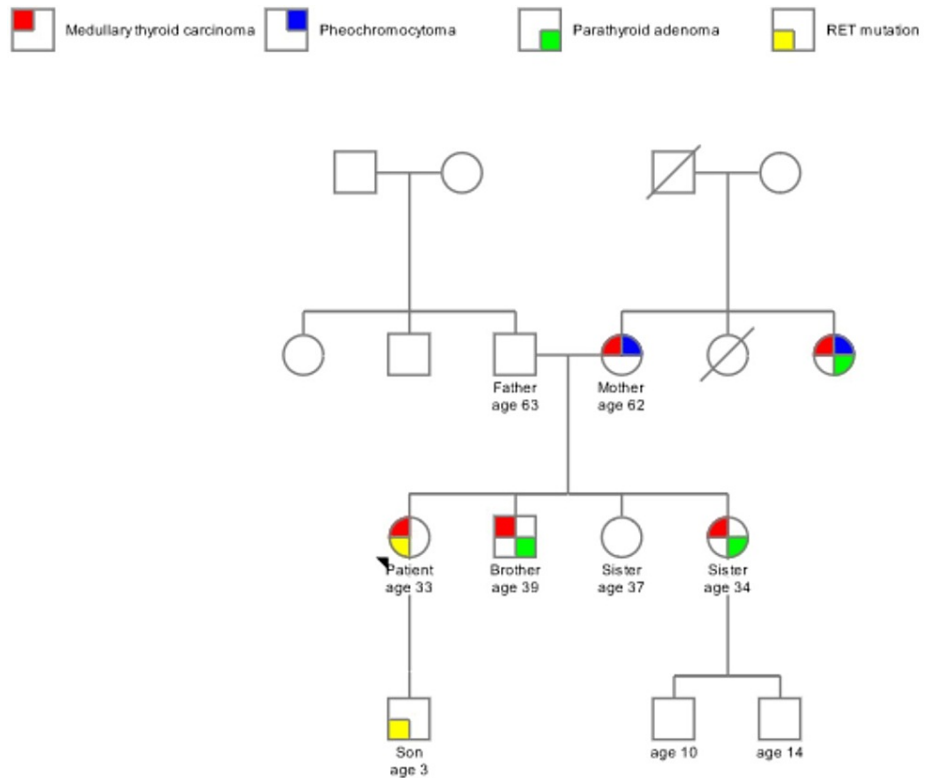 Medullary thyroid carcinoma
Pheochromocytoma
Parathyroid adenoma
RET mutation
Father
age 63
Mother
age 62
Patient
age 33
Brother
age 39
Sister
age 37
Sister
age 34
Son
age 3
age 10
age 14